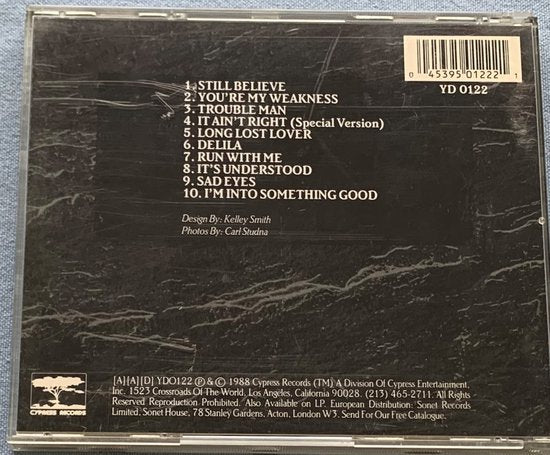 0 45395 01222 1
YD 0122
1. STILL BELIEVE
2. YOU'RE MY WEAKNESS
3. TROUBLE MAN
4. IT AIN'T RIGHT (Special Version)
5. LONG LOST LOVER
6. DELILA
7. RUN WITH ME
8. IT'S UNDERSTOOD
9. SAD EYES
10. I'M INTO SOMETHING GOOD
Design By: Kelley Smith
Photos By: Carl Studna
[A][A][D] YD0122 Ⓟ & © 1988 Cypress Records (TM) A Division Of Cypress Entertainment,
Inc. 1523 Crossroads Of The World, Los Angeles, California 90028. (213) 465-2711. All Rights
Reserved Reproduction Prohibited. Also Available on LP. European Distribution: Sonet Records
Limited, Sonet House, 78 Stanley Gardens, Acton, London W3. Send For Our Free Catalogue.
CYPRESS RECORDS